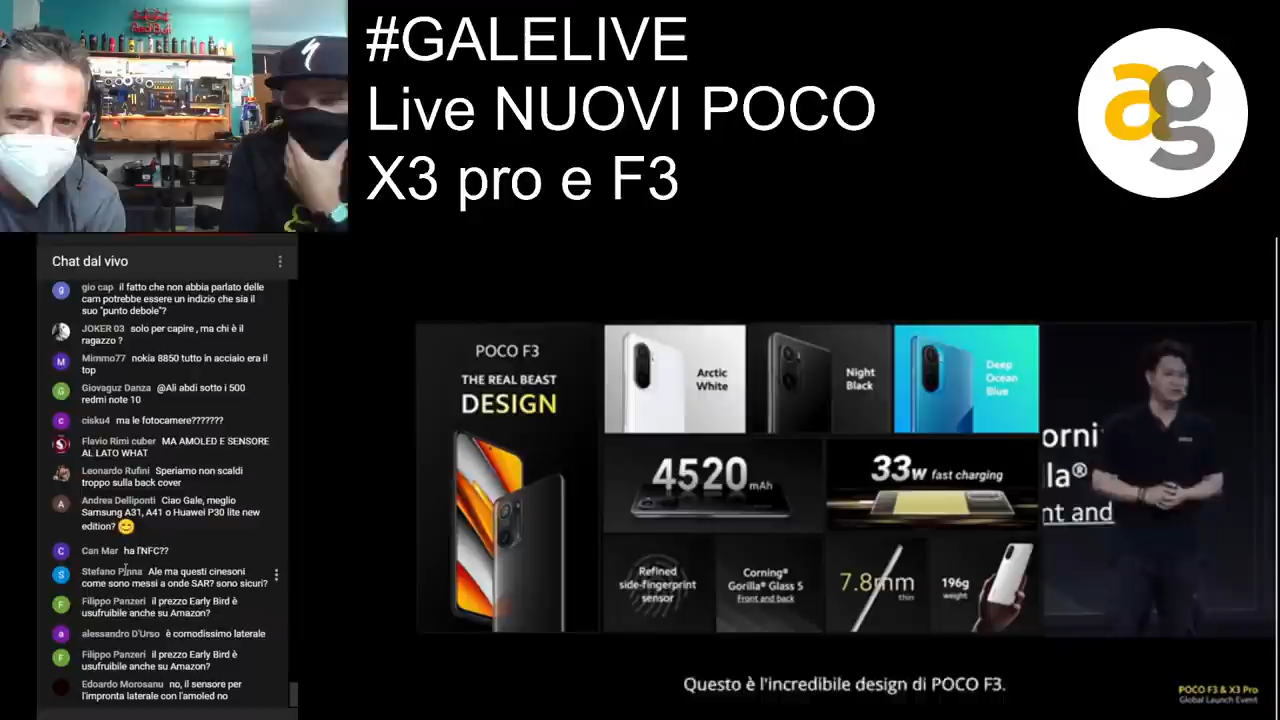 #GALELIVE
Live NUOVI POCO
X3 pro e F3
ag
Chat dal vivo
gio cap il fatto che non abbia parlato delle
cam potrebbe essere un indizio che sia il
suo "punto debole"?
JOKER 03 solo per capire , ma chi è il
ragazzo ?
M
Mimmo77 nokia 8850 tutto in acciaio era il
top
G
Giovaguz Danza @Ali abdi sotto i 500
redmi note 10
c
cisku4 ma le fotocamere???????
Flavio Rimi cuber MA AMOLED E SENSORE
AL LATO WHAT
Leonardo Rufini Speriamo non scaldi
troppo sulla back cover
A
Andrea Delliponti Ciao Gale, meglio
Samsung A31, A41 o Huawei P30 lite new
edition?
C
Can Mar ha l'NFC??
S
Stefano Pinna Ale ma questi cinesoni
come sono messi a onde SAR? sono sicuri?
F
Filippo Panzeri il prezzo Early Bird è
usufruibile anche su Amazon?
a
alessandro D'Urso è comodissimo laterale
F
Filippo Panzeri il prezzo Early Bird è
usufruibile anche su Amazon?
Edoardo Morosanu no, il sensore per
l'impronta laterale con l'amoled no
POCO F3
THE REAL BEAST
DESIGN
Arctic
White
Night
Black
Deep
Ocean
Blue
4520 mAh
33w fast charging
Refined
side-fingerprint
sensor
Corning®
Gorilla® Glass 5
Front and back
7.8mm
thin
196g
weight
orni
la®
nt and
Questo è l'incredibile design di POCO F3.
POCO F3 & X3 Pro
Global Launch Event